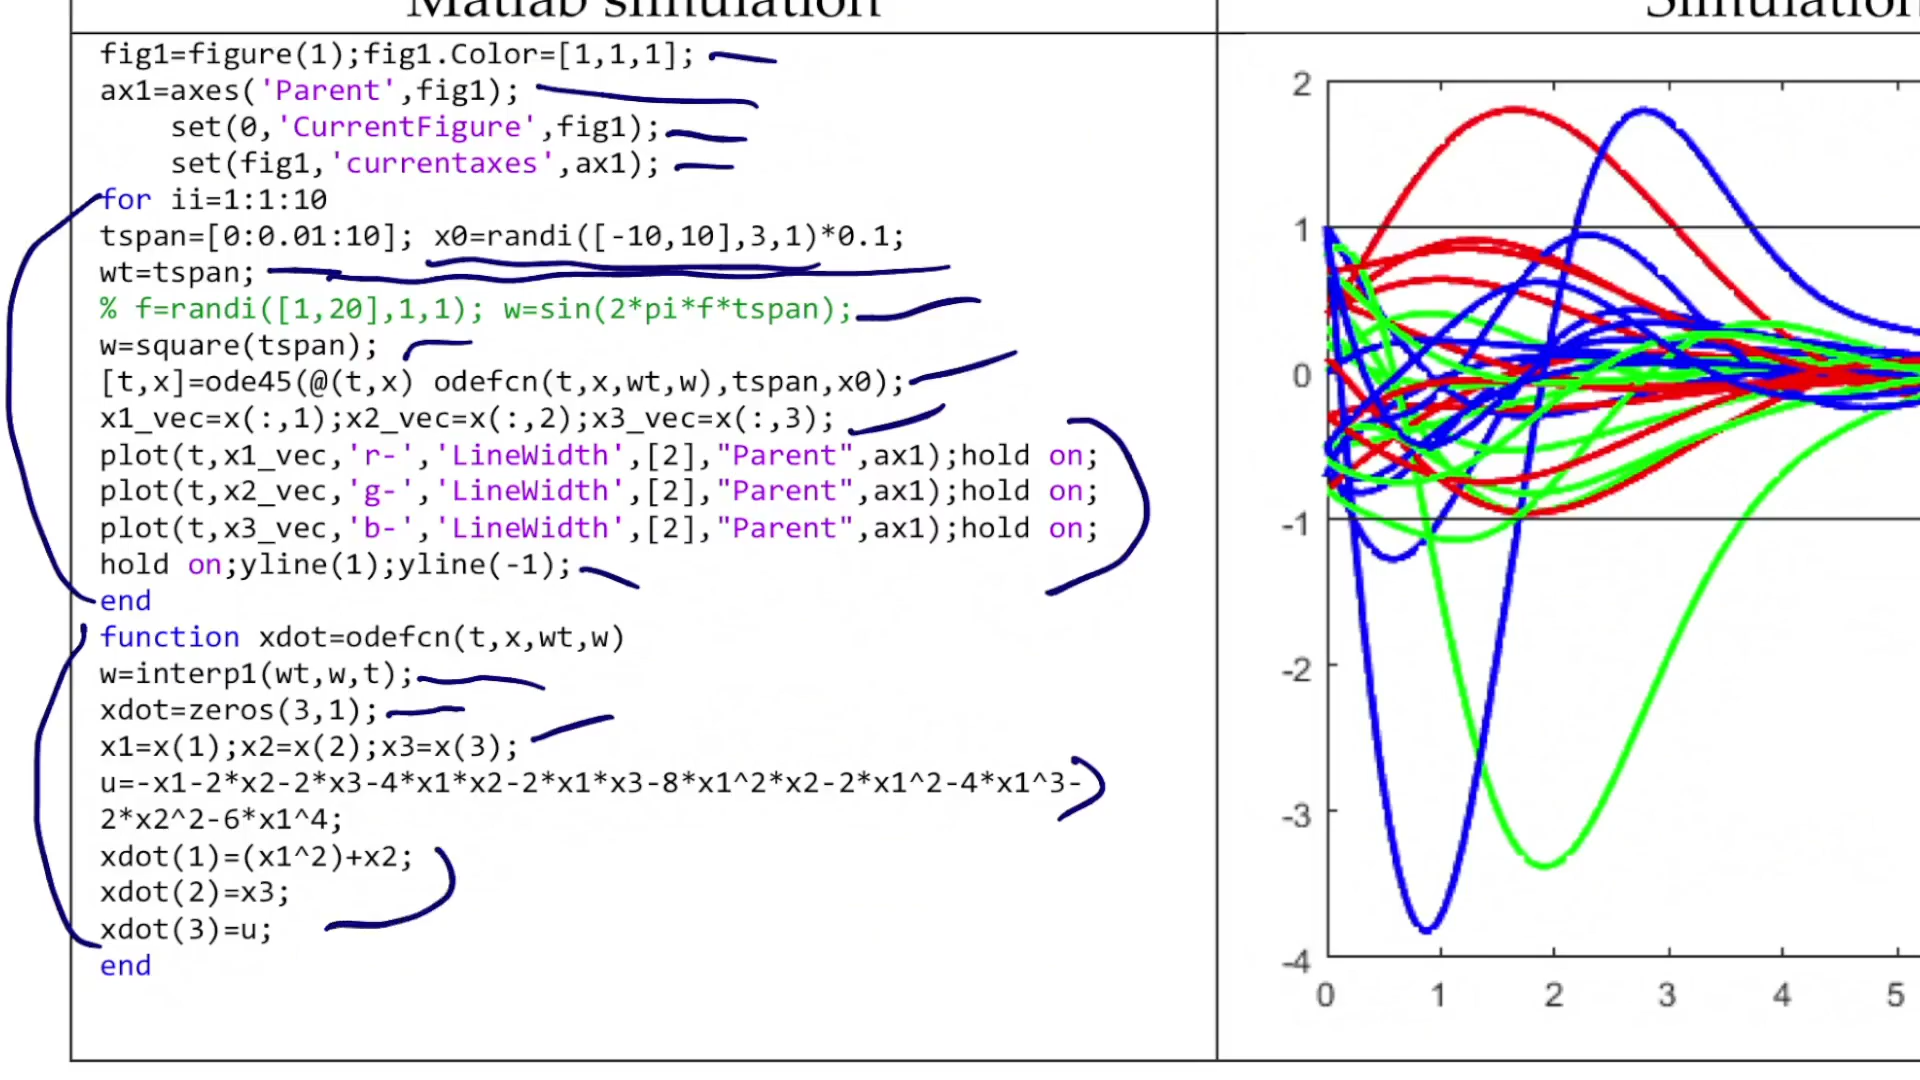 Matlab simulation
Simulation
fig1=figure(1);fig1.Color=[1,1,1];
ax1=axes('Parent',fig1);
set(0,'CurrentFigure',fig1);
set(fig1,'currentaxes',ax1);
for ii=1:1:10
tspan=[0:0.01:10]; x0=randi([-10,10],3,1)*0.1;
wt=tspan;
% f=randi([1,20],1,1); w=sin(2*pi*f*tspan);
w=square(tspan);
[t,x]=ode45(@(t,x) odefcn(t,x,wt,w),tspan,x0);
x1_vec=x(:,1);x2_vec=x(:,2);x3_vec=x(:,3);
plot(t,x1_vec,'r-','LineWidth',[2],"Parent",ax1);hold on;
plot(t,x2_vec,'g-','LineWidth',[2],"Parent",ax1);hold on;
plot(t,x3_vec,'b-','LineWidth',[2],"Parent",ax1);hold on;
hold on;yline(1);yline(-1);
end
function xdot=odefcn(t,x,wt,w)
w=interp1(wt,w,t);
xdot=zeros(3,1);
x1=x(1);x2=x(2);x3=x(3);
u=-x1-2*x2-2*x3-4*x1*x2-2*x1*x3-8*x1^2*x2-2*x1^2-4*x1^3-
2*x2^2-6*x1^4;
xdot(1)=(x1^2)+x2;
xdot(2)=x3;
xdot(3)=u;
end
2
1
0
-1
-2
-3
-4
0 1 2 3 4 5